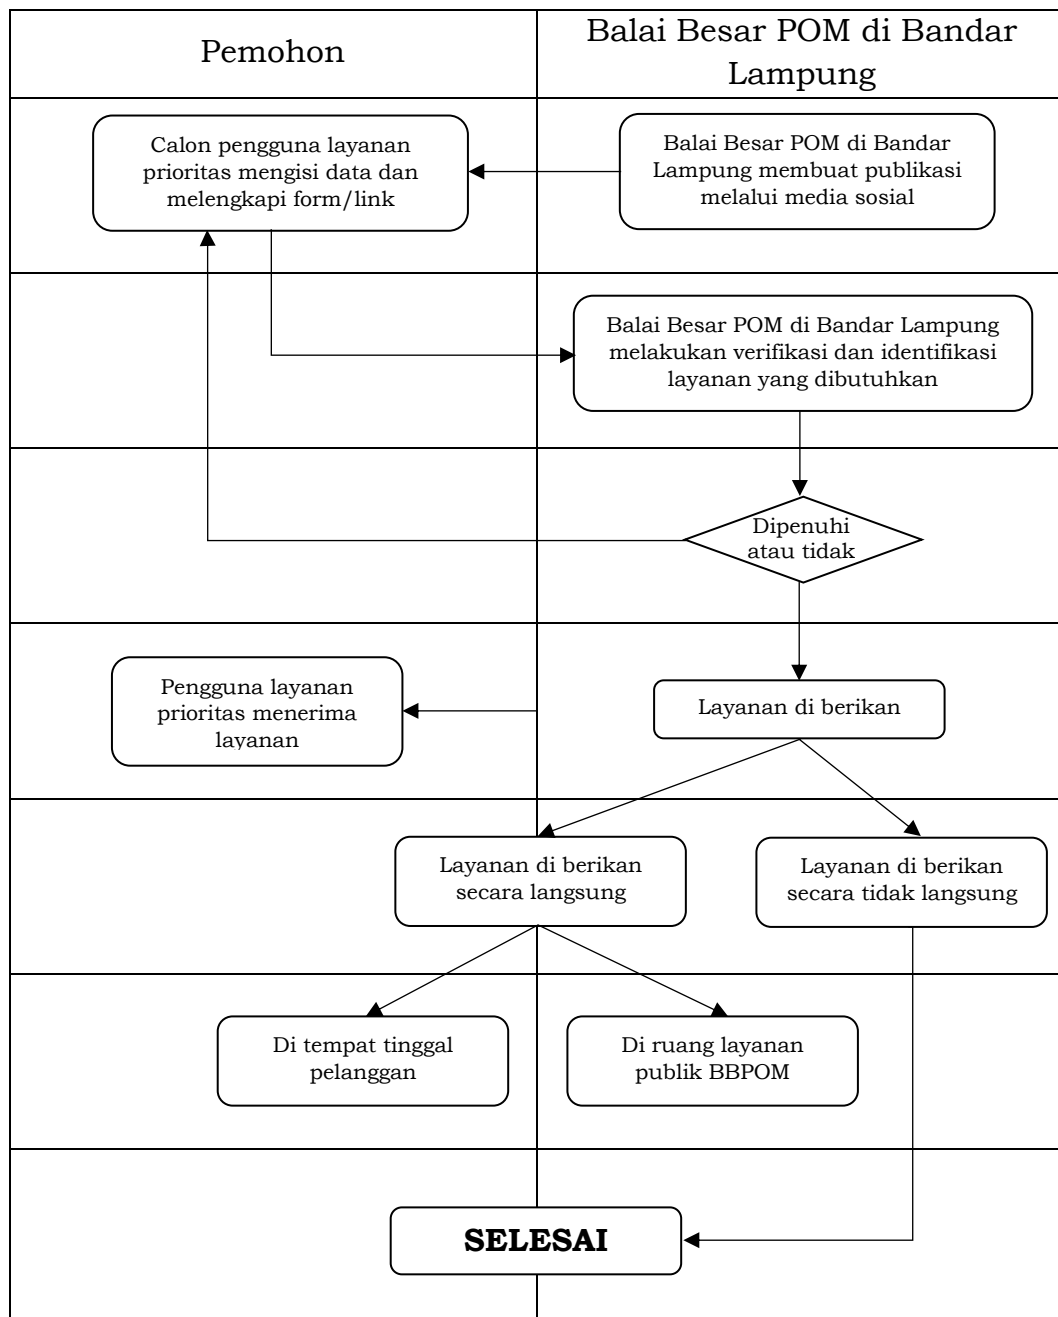 Pemohon
Balai Besar POM di Bandar
Lampung
Calon pengguna layanan
prioritas mengisi data dan
melengkapi form/link
Balai Besar POM di Bandar
Lampung membuat publikasi
melalui media sosial
Balai Besar POM di Bandar Lampung
melakukan verifikasi dan identifikasi
layanan yang dibutuhkan
Dipenuhi
atau tidak
Pengguna layanan
prioritas menerima
layanan
Layanan di berikan
Layanan di berikan
secara langsung
Layanan di berikan
secara tidak langsung
Di tempat tinggal
pelanggan
Di ruang layanan
publik BBPOM
SELESAI